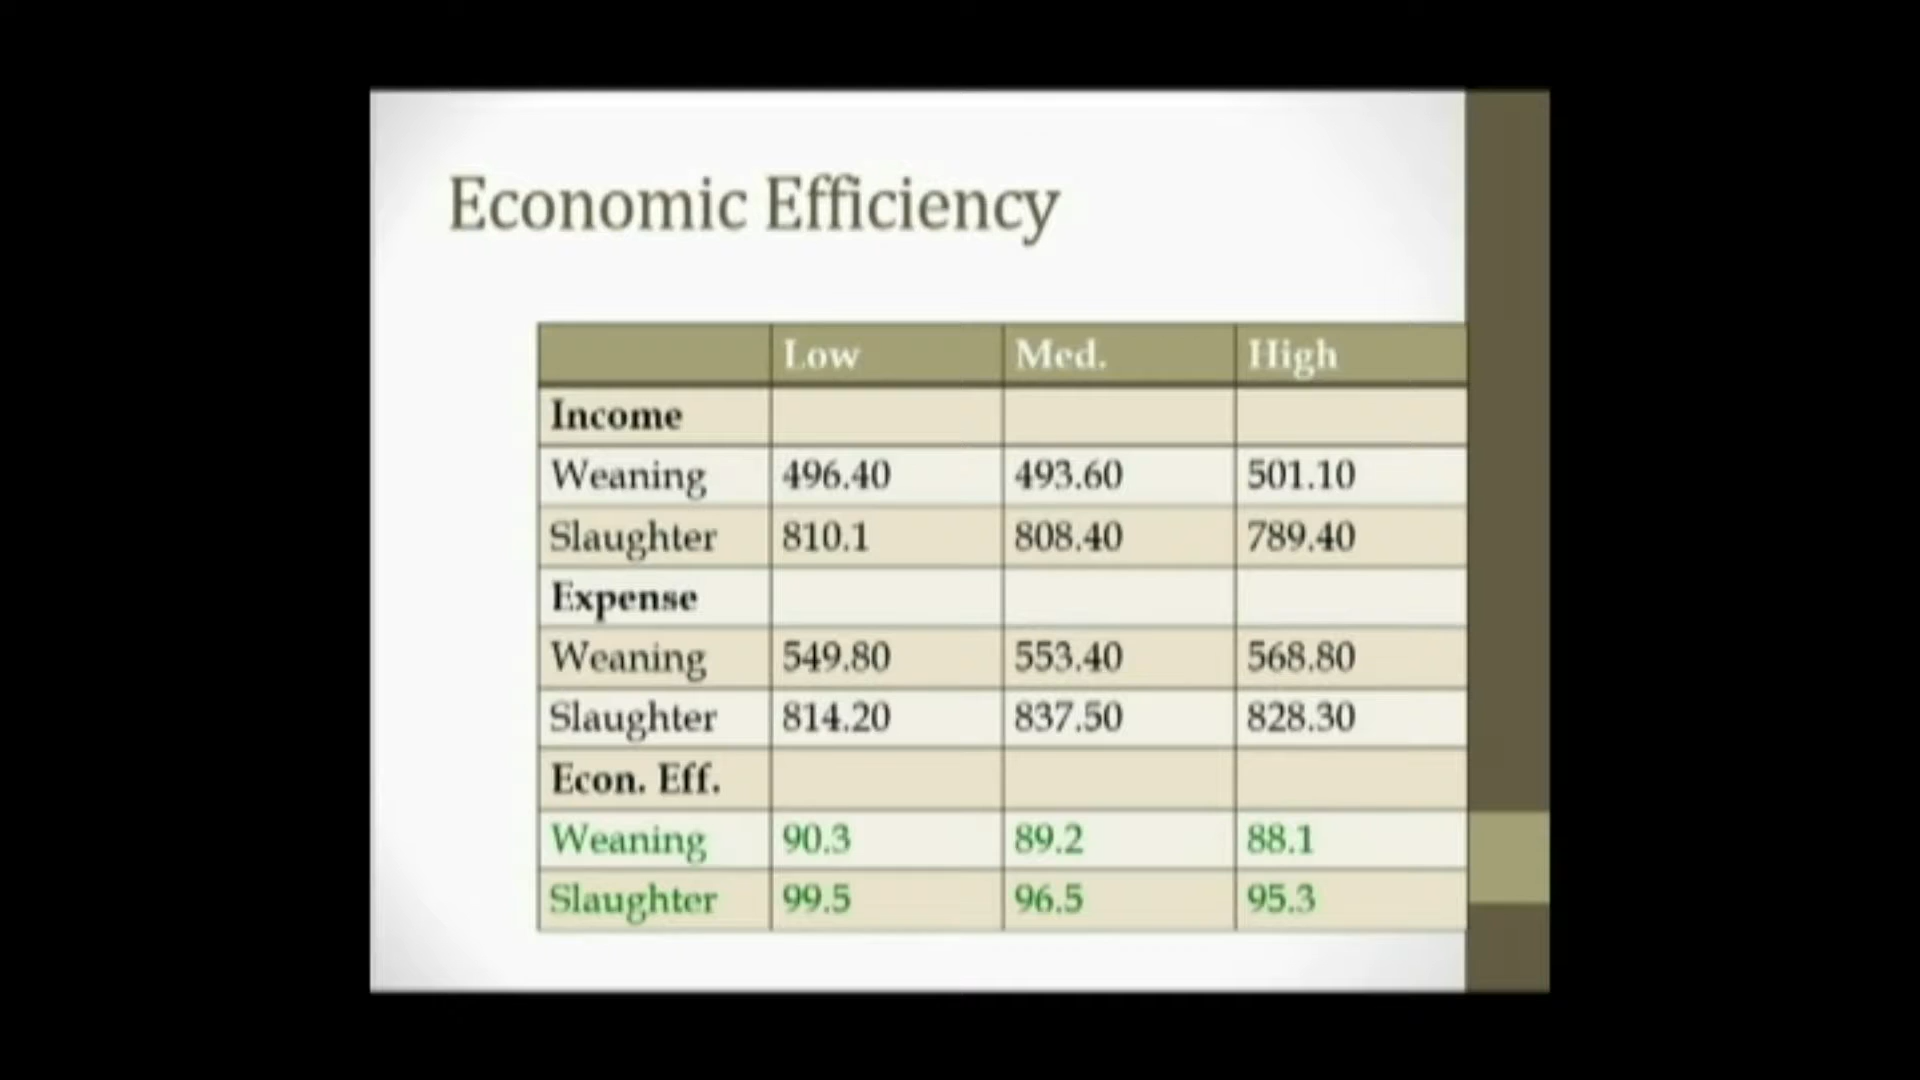 Economic Efficiency
Low Med. High
Income
Weaning 496.40 493.60 501.10
Slaughter 810.1 808.40 789.40
Expense
Weaning 549.80 553.40 568.80
Slaughter 814.20 837.50 828.30
Econ. Eff.
Weaning 90.3 89.2 88.1
Slaughter 99.5 96.5 95.3